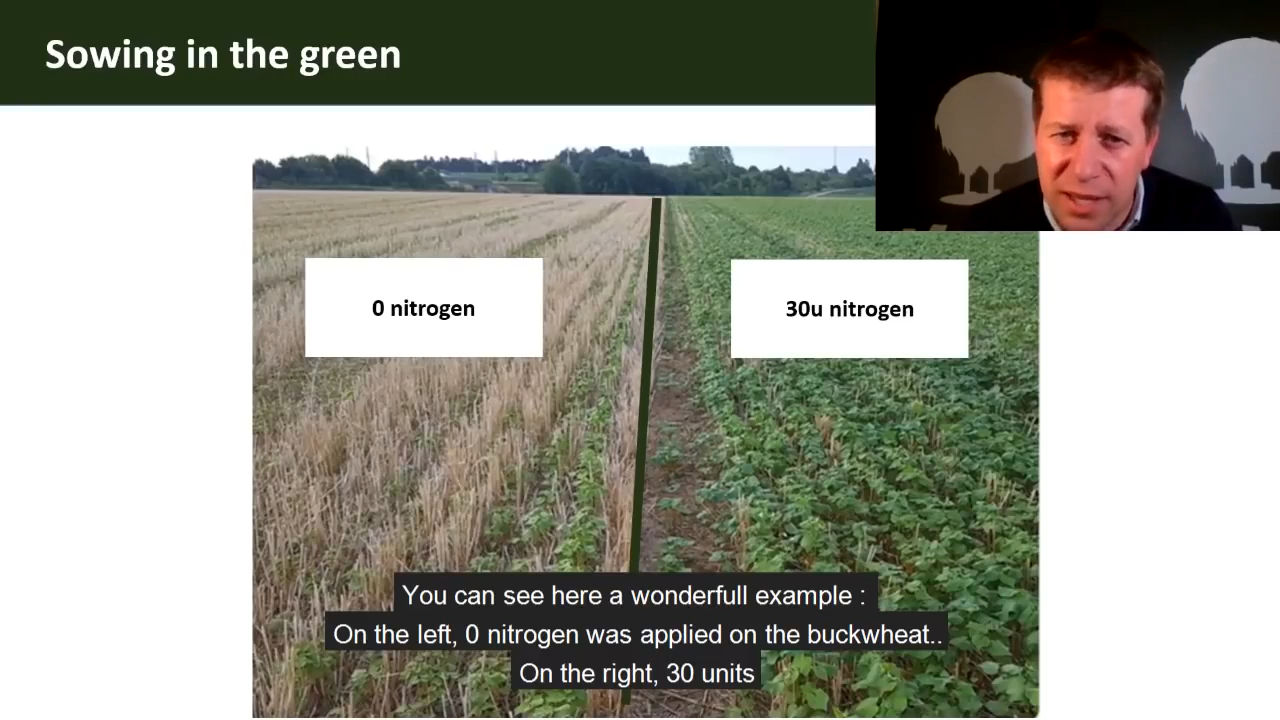 Sowing in the green
0 nitrogen
30u nitrogen
You can see here a wonderfull example :
On the left, 0 nitrogen was applied on the buckwheat..
On the right, 30 units